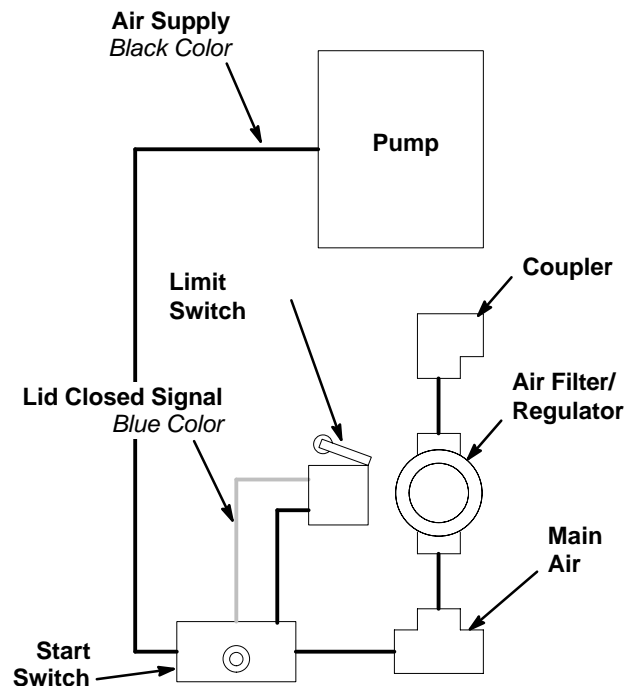 Air Supply
Black Color
Pump
Coupler
Limit
Switch
Air Filter/
Regulator
Lid Closed Signal
Blue Color
Main
Air
Start
Switch